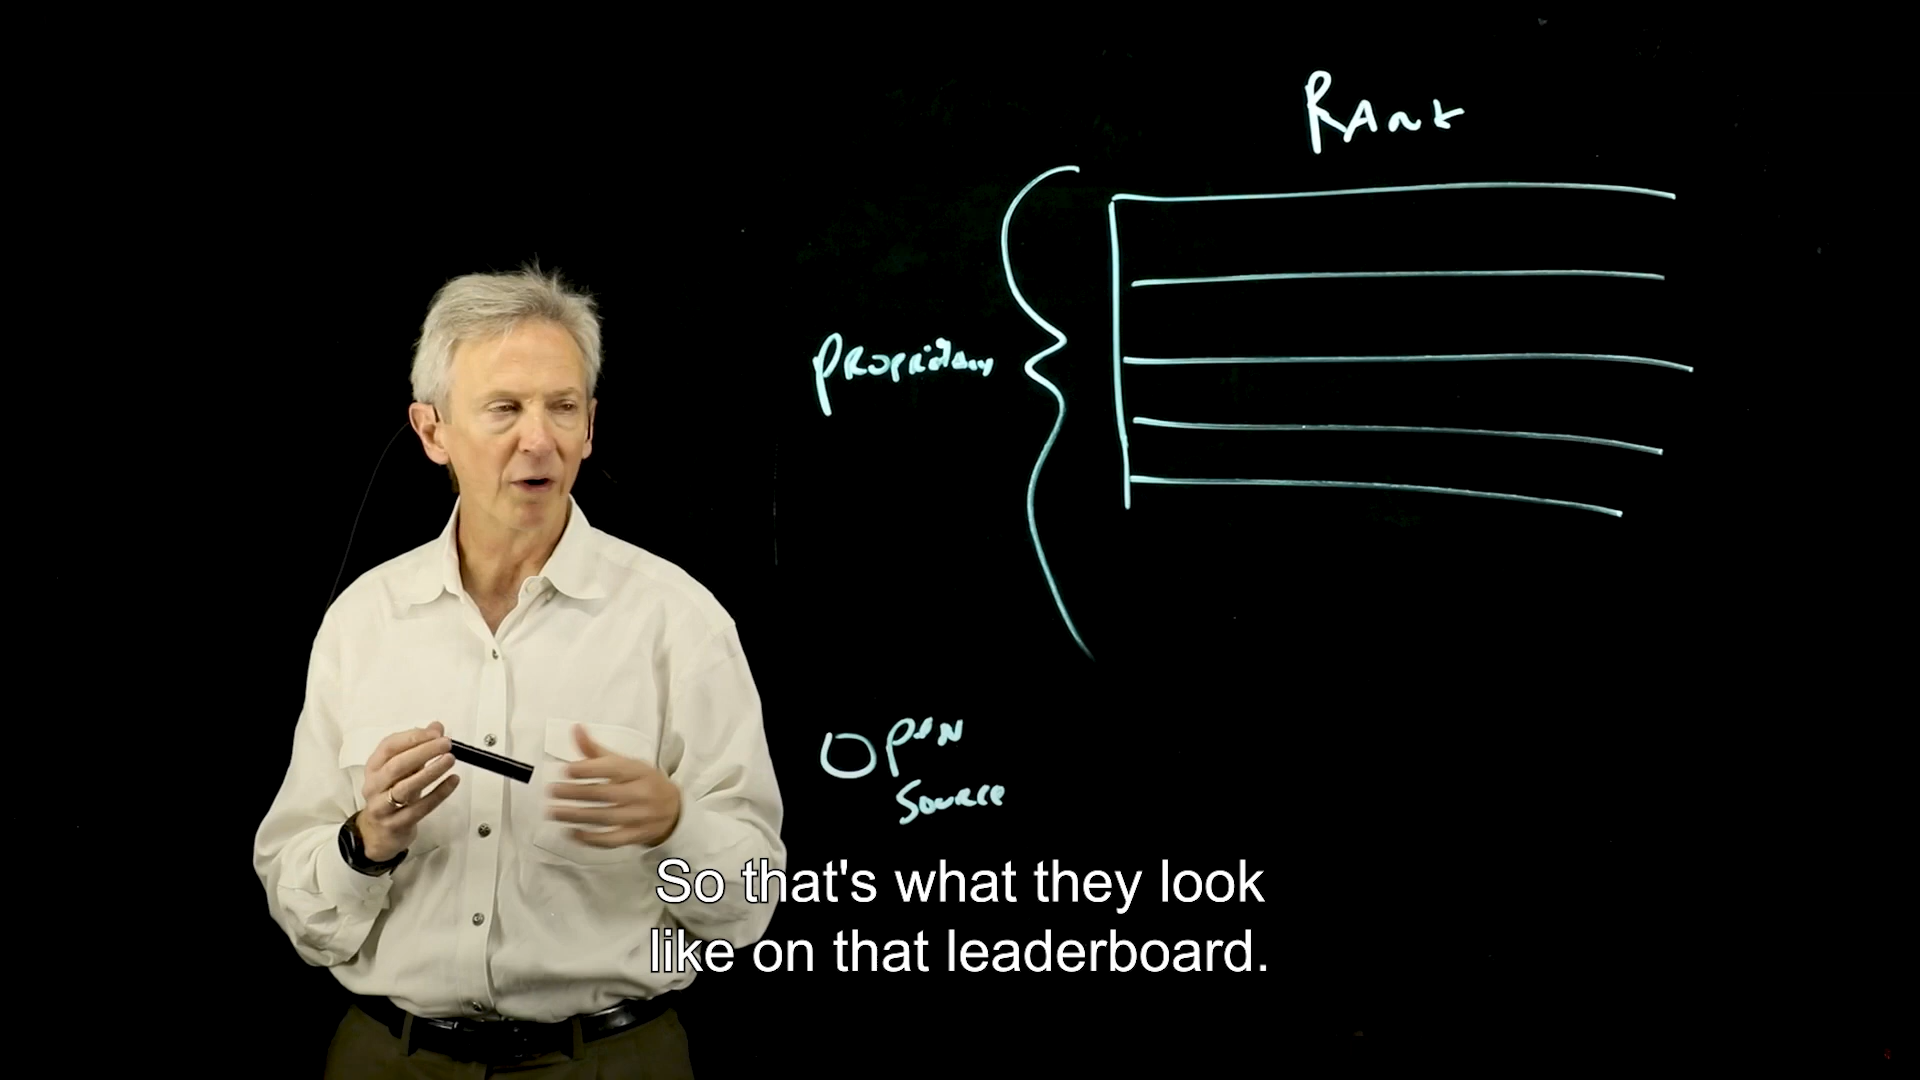 RANK
PROPRIETARY
OPEN
SOURCE
So that's what they look
like on that leaderboard.